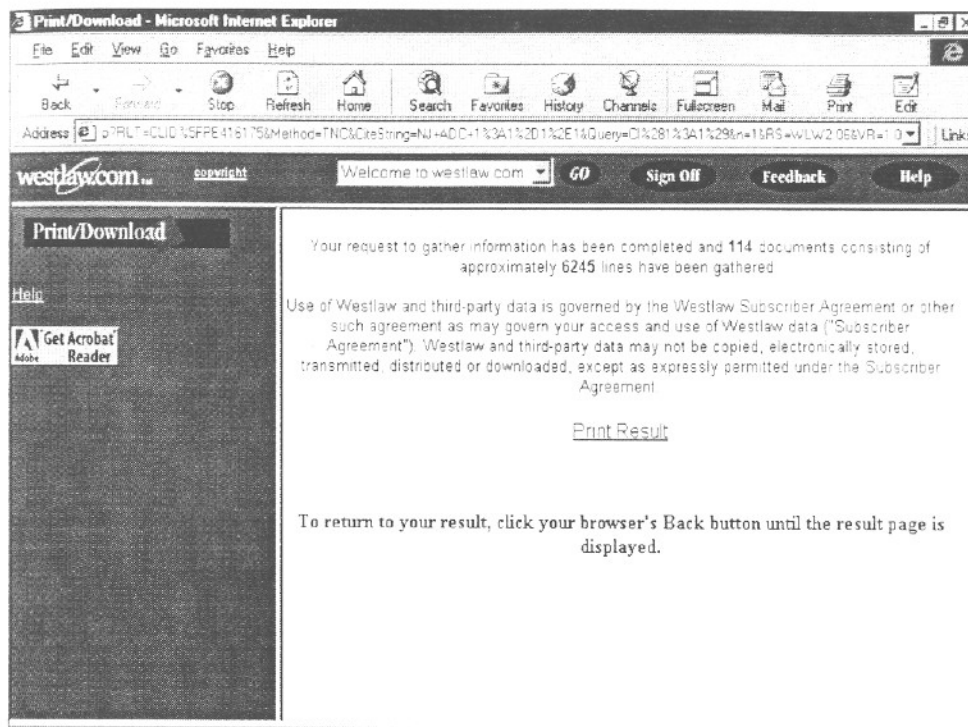 Print/Download - Microsoft Internet Explorer
File Edit View Go Favorites Help
Back Forward Stop Refresh Home Search Favorites History Channels Fullscreen Mail Print Edit
Address Links
westlaw.com™ copyright Welcome to westlaw.com GO Sign Off Feedback Help
Print/Download
Help
Get Acrobat
Adobe Reader
Your request to gather information has been completed and 114 documents consisting of
approximately 6245 lines have been gathered
Use of Westlaw and third-party data is governed by the Westlaw Subscriber Agreement or other
such agreement as may govern your access and use of Westlaw data ("Subscriber
Agreement"). Westlaw and third-party data may not be copied, electronically stored,
transmitted, distributed or downloaded, except as expressly permitted under the Subscriber
Agreement
Print Result
To return to your result, click your browser's Back button until the result page is
displayed.